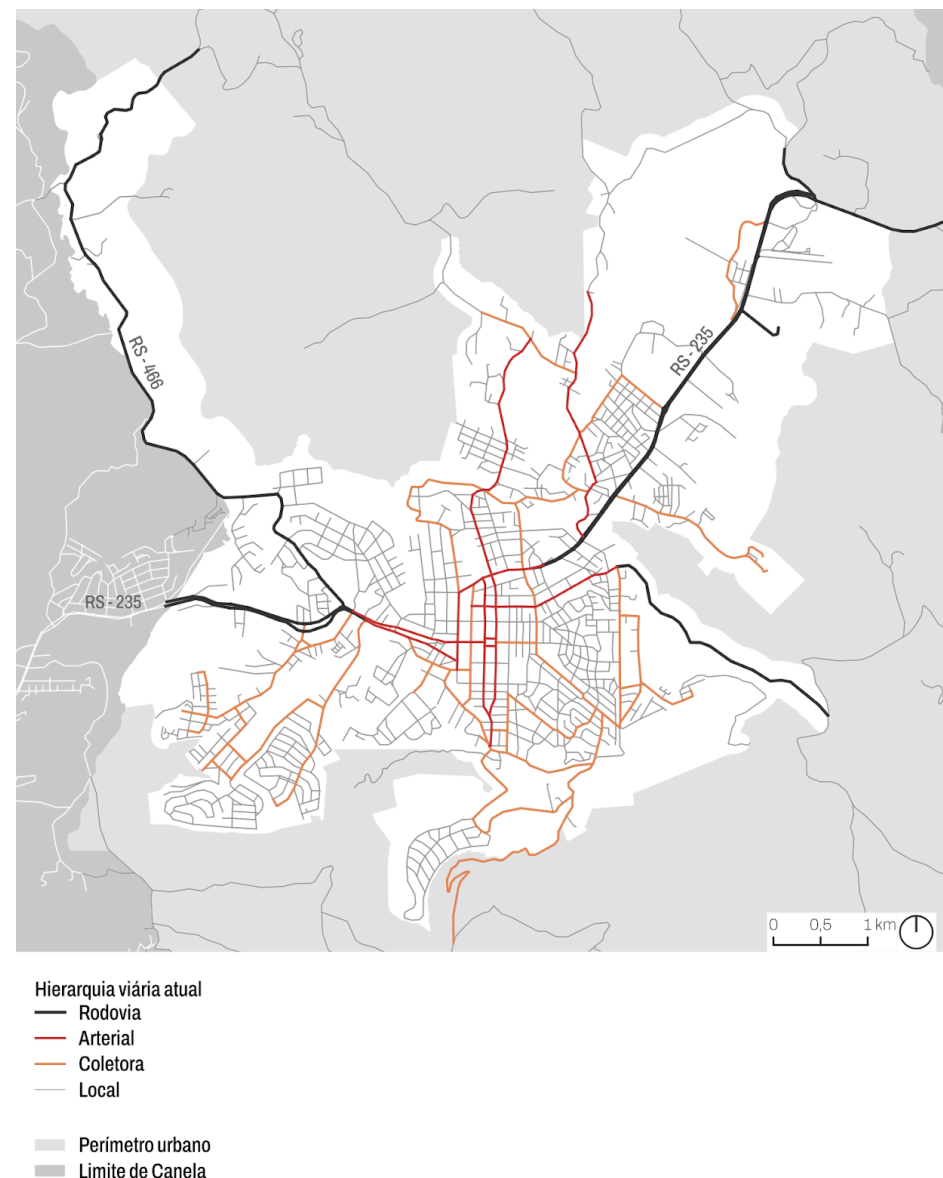 RS - 466
RS - 235
RS - 235
0 0,5 1 km
Hierarquia viária atual
Rodovia
Arterial
Coletora
Local
Perímetro urbano
Limite de Canela